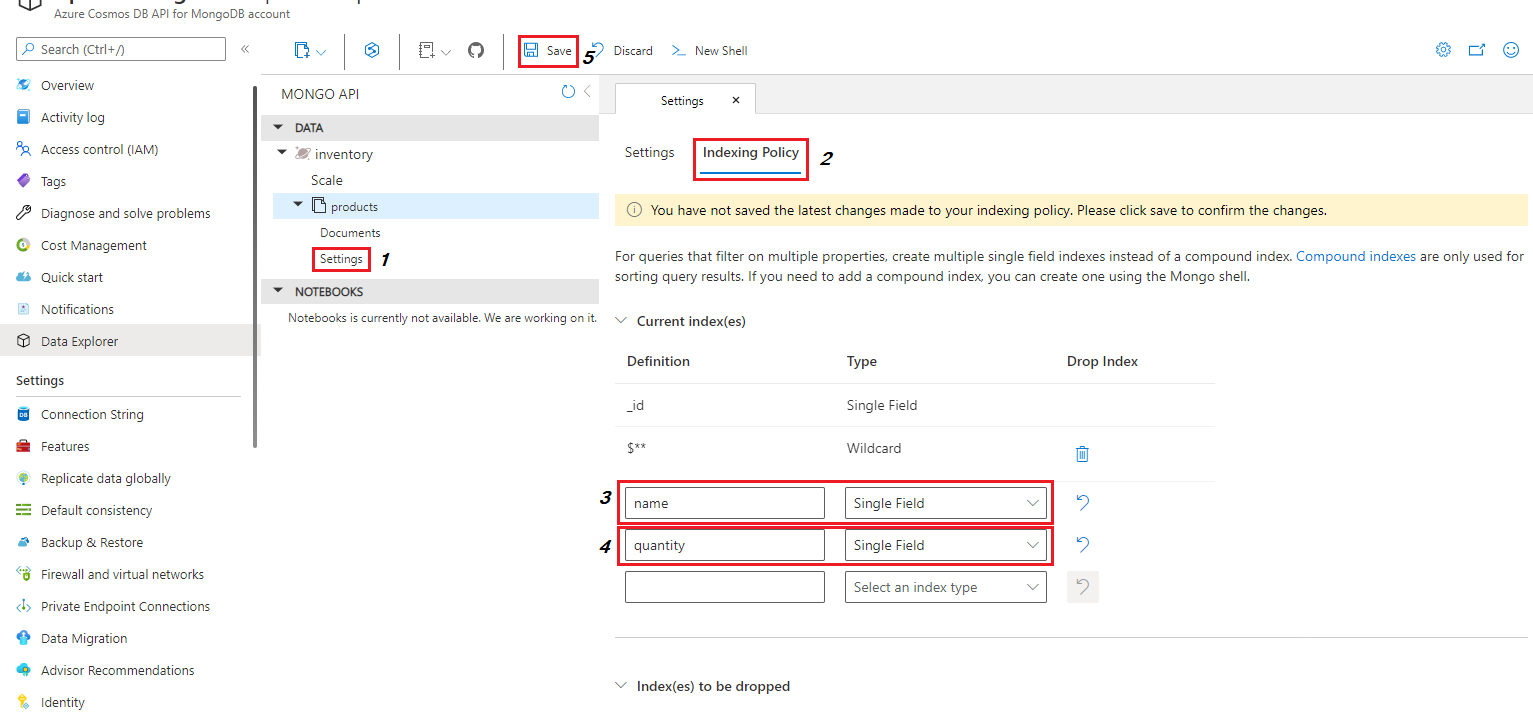 Azure Cosmos DB API for MongoDB account
Search (Ctrl+/)
«
Overview
Activity log
Access control (IAM)
Tags
Diagnose and solve problems
Cost Management
Quick start
Notifications
Data Explorer
Settings
Connection String
DB
Features
Replicate data globally
Default consistency
Backup & Restore
Firewall and virtual networks
Private Endpoint Connections
Data Migration
Advisor Recommendations
Identity
Save
5
Discard
New Shell
MONGO API
DATA
inventory
Scale
products
Documents
Settings 1
NOTEBOOKS
Notebooks is currently not available. We are working on it.
Settings
Settings
Indexing Policy 2
You have not saved the latest changes made to your indexing policy. Please click save to confirm the changes.
For queries that filter on multiple properties, create multiple single field indexes instead of a compound index. Compound indexes are only used for
sorting query results. If you need to add a compound index, you can create one using the Mongo shell.
Current index(es)
Definition Type Drop Index
_id Single Field
$** Wildcard
3 name Single Field
4 quantity Single Field
Select an index type
Index(es) to be dropped